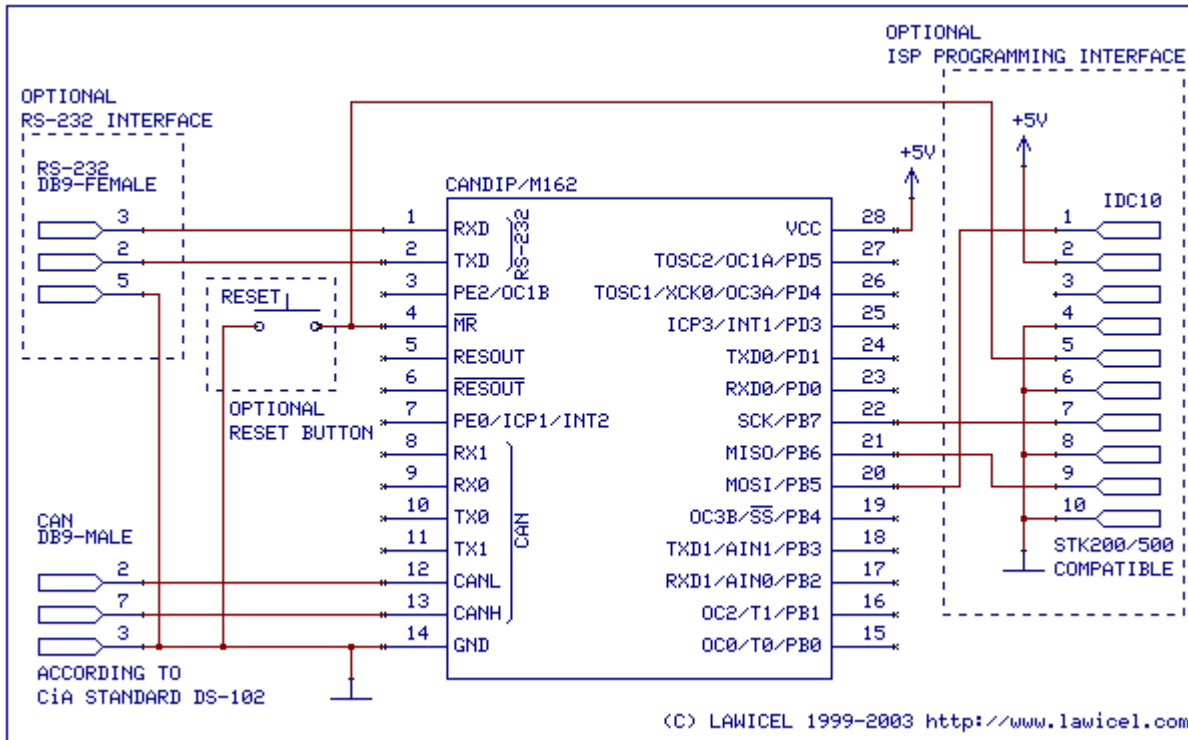 OPTIONAL
ISP PROGRAMMING INTERFACE
OPTIONAL
RS-232 INTERFACE
RS-232
DB9-FEMALE
3
2
5
RESET
OPTIONAL
RESET BUTTON
CAN
DB9-MALE
2
7
3
ACCORDING TO
CiA STANDARD DS-102
CANDIP/M162
1 RXD
2 TXD
RS-232
3 PE2/OC1B
4 MR
5 RESOUT
6 RESOUT
7 PE0/ICP1/INT2
8 RX1
9 RX0
10 TX0
11 TX1
CAN
12 CANL
13 CANH
14 GND
VCC 28
TOSC2/OC1A/PD5 27
TOSC1/XCK0/OC3A/PD4 26
ICP3/INT1/PD3 25
TXD0/PD1 24
RXD0/PD0 23
SCK/PB7 22
MISO/PB6 21
MOSI/PB5 20
OC3B/SS/PB4 19
TXD1/AIN1/PB3 18
RXD1/AIN0/PB2 17
OC2/T1/PB1 16
OC0/T0/PB0 15
+5V
+5V
IDC10
1
2
3
4
5
6
7
8
9
10
STK200/500
COMPATIBLE
(C) LAWICEL 1999-2003 http://www.lawicel.com